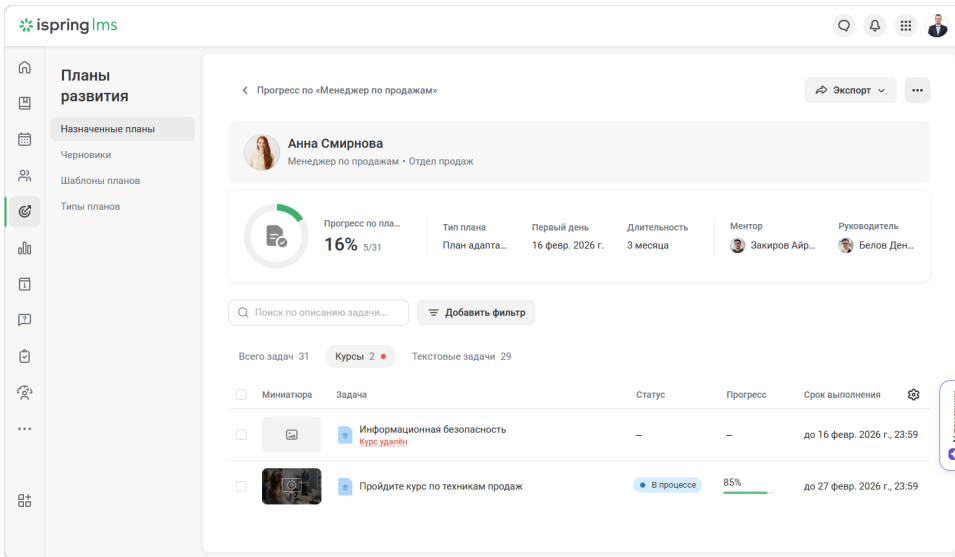 ispring lms
Планы
развития
Назначенные планы
Черновики
Шаблоны планов
Типы планов
Прогресс по «Менеджер по продажам»
Экспорт
Анна Смирнова
Менеджер по продажам • Отдел продаж
Прогресс по пла...
16% 5/31
Тип плана
План адапта...
Первый день
16 февр. 2026 г.
Длительность
3 месяца
Ментор
Закиров Айр...
Руководитель
Белов Ден...
Поиск по описанию задачи...
Добавить фильтр
Всего задач 31
Курсы 2
Текстовые задачи 29
Миниатюра Задача Статус Прогресс Срок выполнения
Информационная безопасность
Курс удалён
– – до 16 февр. 2026 г., 23:59
Пройдите курс по техникам продаж
В процессе
85%
до 27 февр. 2026 г., 23:59